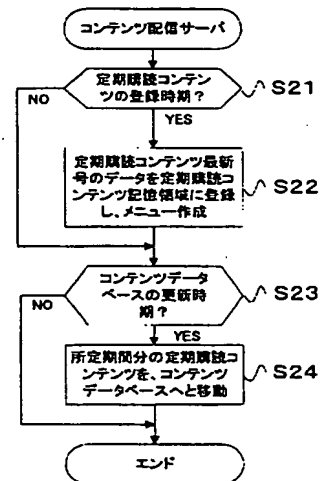 コンテンツ配信サーバ
定期購読コンテン
ツの登録時期?
S21
NO
YES
定期購読コンテンツ最新
号のデータを定期購読コ
ンテンツ記憶領域に登録
し、メニュー作成
S22
コンテンツデータ
ベースの更新時
期?
S23
NO
YES
所定期間分の定期購読コ
ンテンツを、コンテンツ
データベースへと移動
S24
エンド